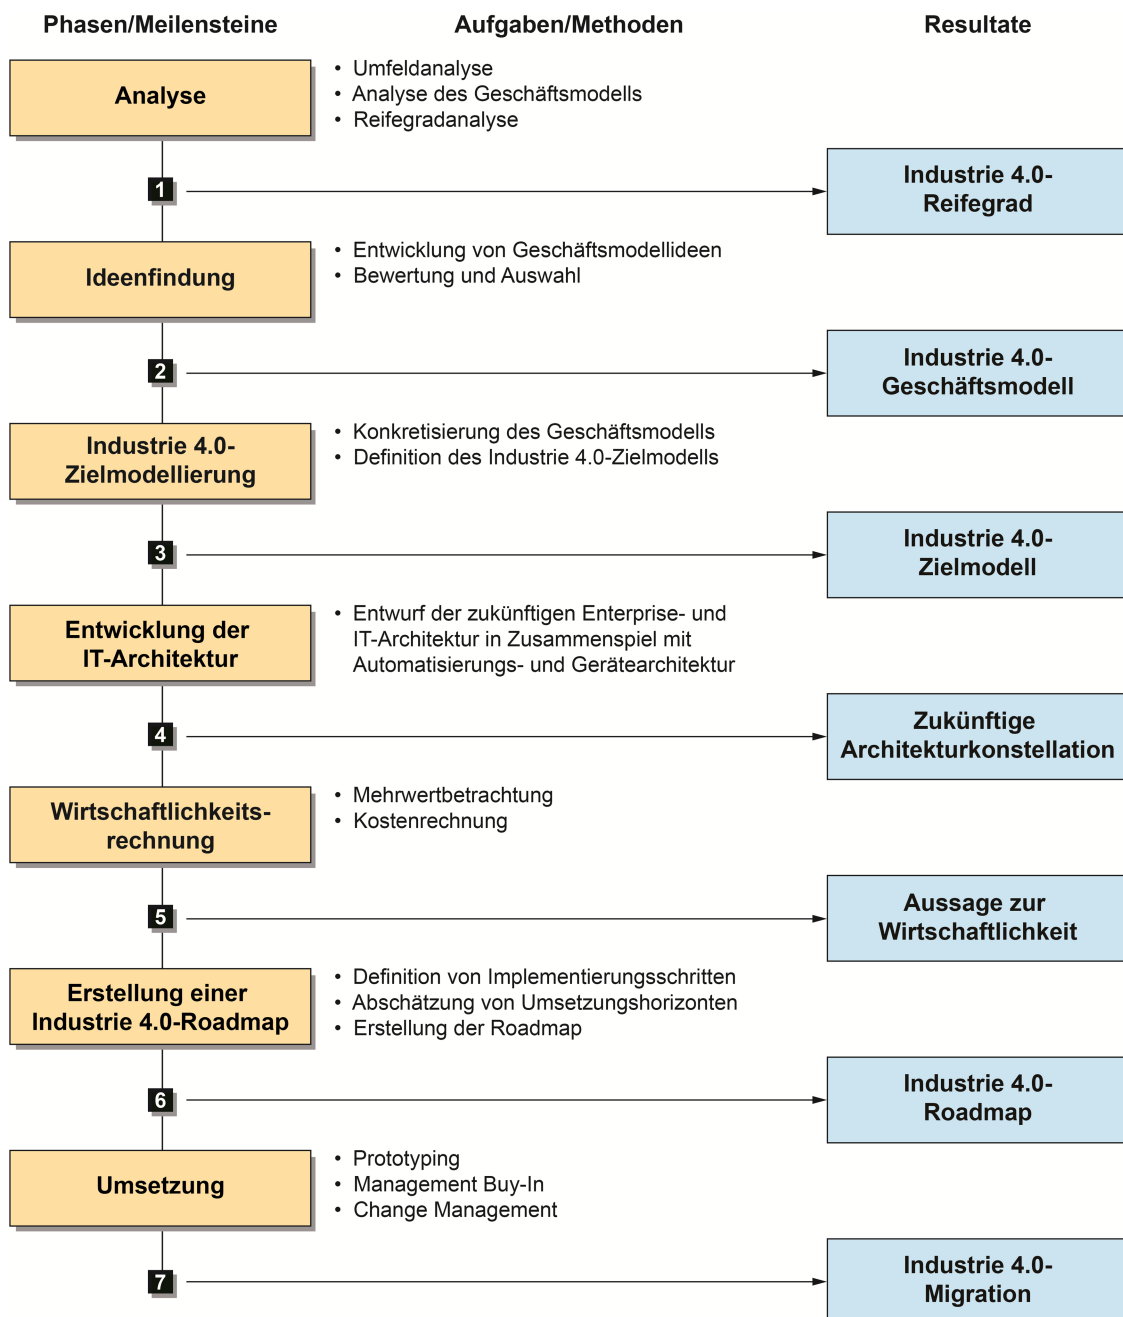 Phasen/Meilensteine
Aufgaben/Methoden
Resultate
Analyse
• Umfeldanalyse
• Analyse des Geschäftsmodells
• Reifegradanalyse
1
Industrie 4.0-
Reifegrad
Ideenfindung
• Entwicklung von Geschäftsmodellideen
• Bewertung und Auswahl
2
Industrie 4.0-
Geschäftsmodell
Industrie 4.0-
Zielmodellierung
• Konkretisierung des Geschäftsmodells
• Definition des Industrie 4.0-Zielmodells
3
Industrie 4.0-
Zielmodell
Entwicklung der
IT-Architektur
• Entwurf der zukünftigen Enterprise- und
IT-Architektur in Zusammenspiel mit
Automatisierungs- und Gerätearchitektur
4
Zukünftige
Architekturkonstellation
Wirtschaftlichkeits-
rechnung
• Mehrwertbetrachtung
• Kostenrechnung
5
Aussage zur
Wirtschaftlichkeit
Erstellung einer
Industrie 4.0-Roadmap
• Definition von Implementierungsschritten
• Abschätzung von Umsetzungshorizonten
• Erstellung der Roadmap
6
Industrie 4.0-
Roadmap
Umsetzung
• Prototyping
• Management Buy-In
• Change Management
7
Industrie 4.0-
Migration